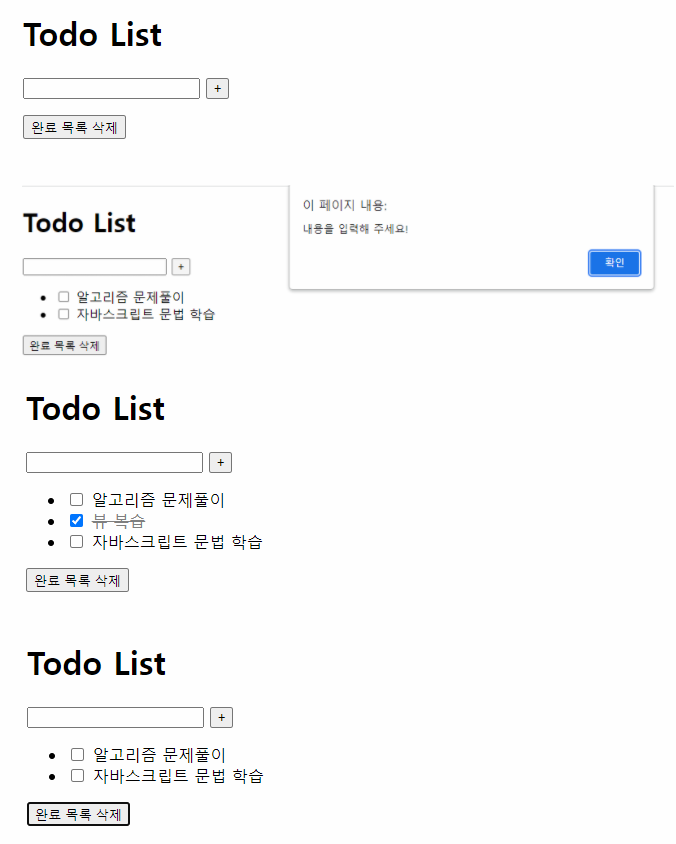 Todo List
+
완료 목록 삭제
이 페이지 내용:
내용을 입력해 주세요!
확인
Todo List
+
알고리즘 문제풀이
자바스크립트 문법 학습
완료 목록 삭제
Todo List
+
알고리즘 문제풀이
뷰 복습
자바스크립트 문법 학습
완료 목록 삭제
Todo List
+
알고리즘 문제풀이
자바스크립트 문법 학습
완료 목록 삭제